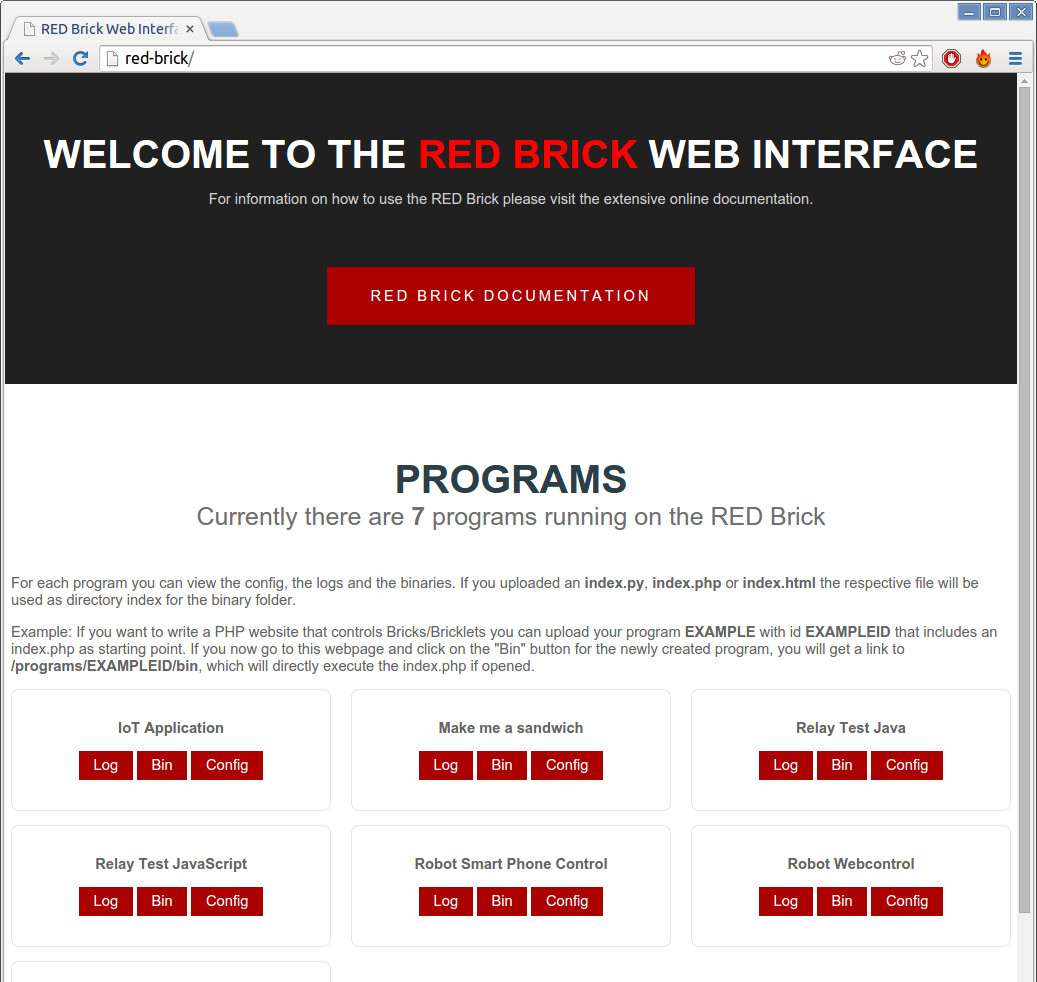 RED Brick Web Interfa
red-brick/
WELCOME TO THE RED BRICK WEB INTERFACE
For information on how to use the RED Brick please visit the extensive online documentation.
RED BRICK DOCUMENTATION
PROGRAMS
Currently there are 7 programs running on the RED Brick
For each program you can view the config, the logs and the binaries. If you uploaded an index.py, index.php or index.html the respective file will be
used as directory index for the binary folder.
Example: If you want to write a PHP website that controls Bricks/Bricklets you can upload your program EXAMPLE with id EXAMPLEID that includes an
index.php as starting point. If you now go to this webpage and click on the "Bin" button for the newly created program, you will get a link to
/programs/EXAMPLEID/bin, which will directly execute the index.php if opened.
IoT Application
Log Bin Config
Make me a sandwich
Log Bin Config
Relay Test Java
Log Bin Config
Relay Test JavaScript
Log Bin Config
Robot Smart Phone Control
Log Bin Config
Robot Webcontrol
Log Bin Config